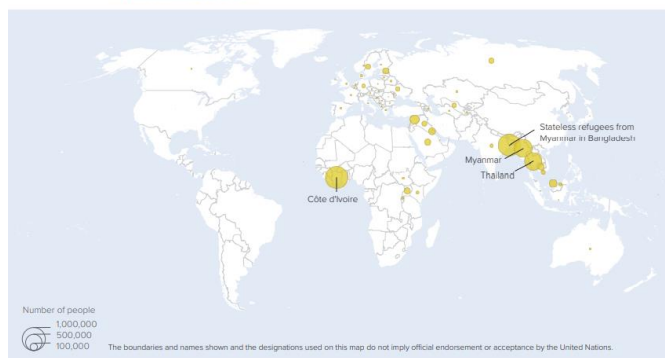 Stateless refugees from
Myanmar in Bangladesh
Myanmar
Thailand
Côte d'Ivoire
Number of people
1,000,000
500,000
100,000
The boundaries and names shown and the designations used on this map do not imply official endorsement or acceptance by the United Nations.